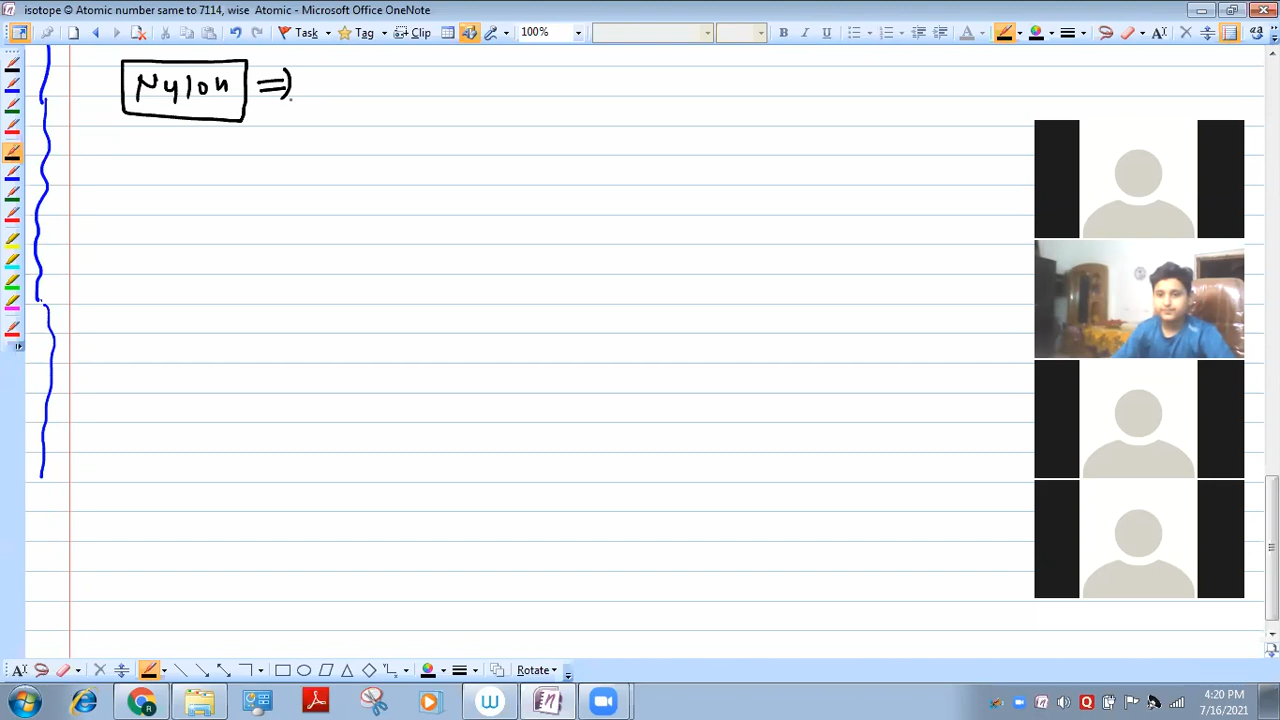 isotope © Atomic number same to 7114, wise Atomic - Microsoft Office OneNote
Task Tag Clip 100% B I U A
Nylon ⇒
Rotate
4:20 PM
7/16/2021